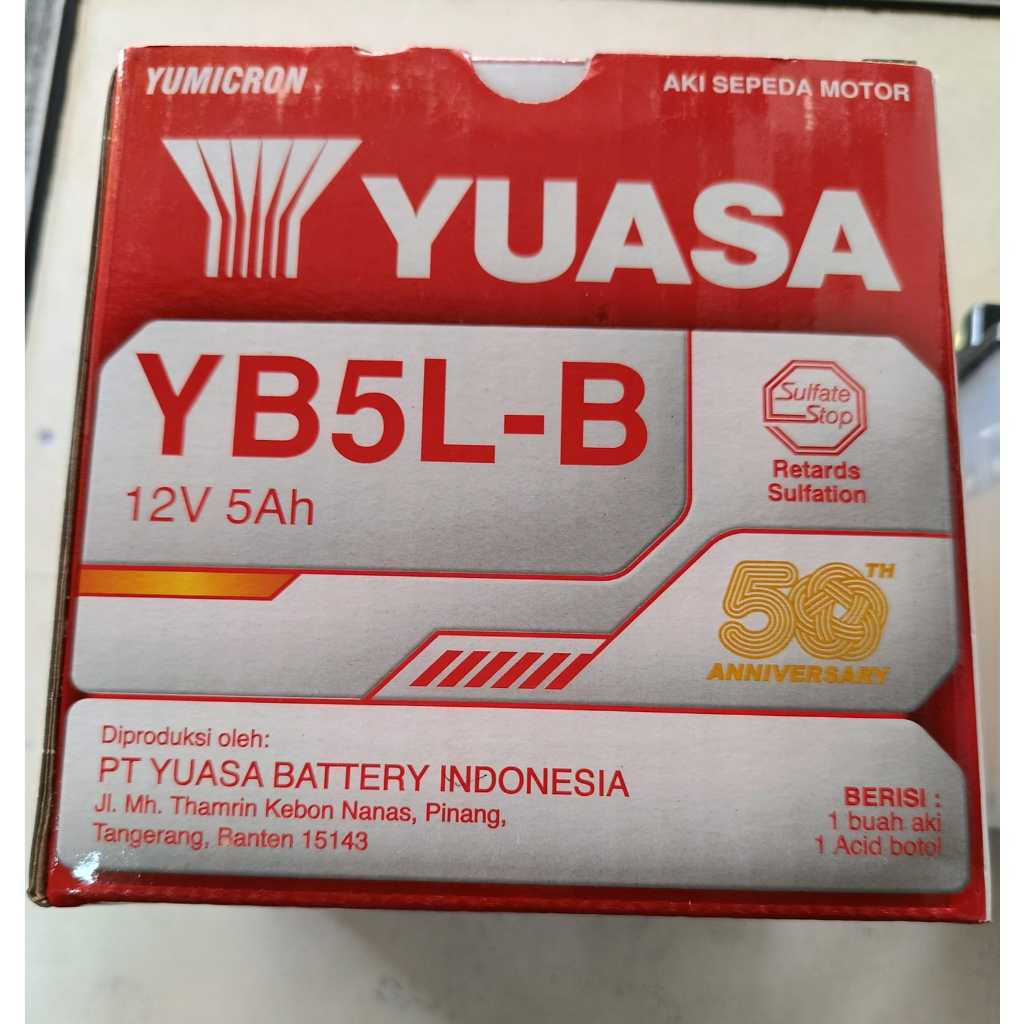 YUMICRON
AKI SEPEDA MOTOR
YUASA
YB5L-B
12V 5Ah
Sulfate
Stop
Retards
Sulfation
50TH
ANNIVERSARY
Diproduksi oleh:
PT YUASA BATTERY INDONESIA
Jl. Mh. Thamrin Kebon Nanas, Pinang,
Tangerang, Banten 15143
BERISI :
1 buah aki
1 Acid botol